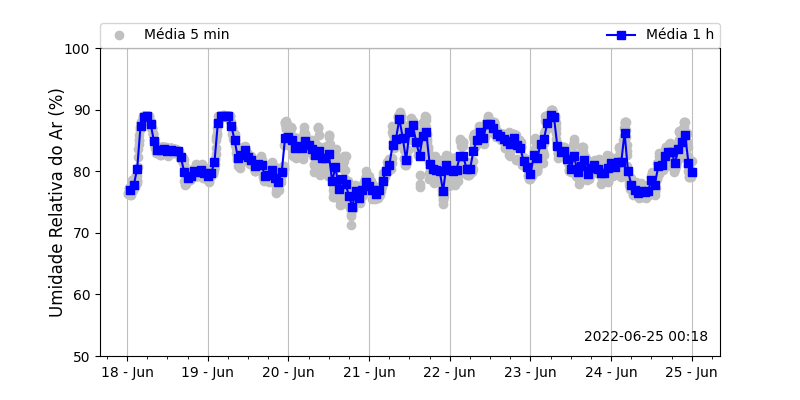 Média 5 min Média 1 h
Umidade Relativa do Ar (%)
100
90
80
70
60
50
2022-06-25 00:18
18 - Jun 19 - Jun 20 - Jun 21 - Jun 22 - Jun 23 - Jun 24 - Jun 25 - Jun